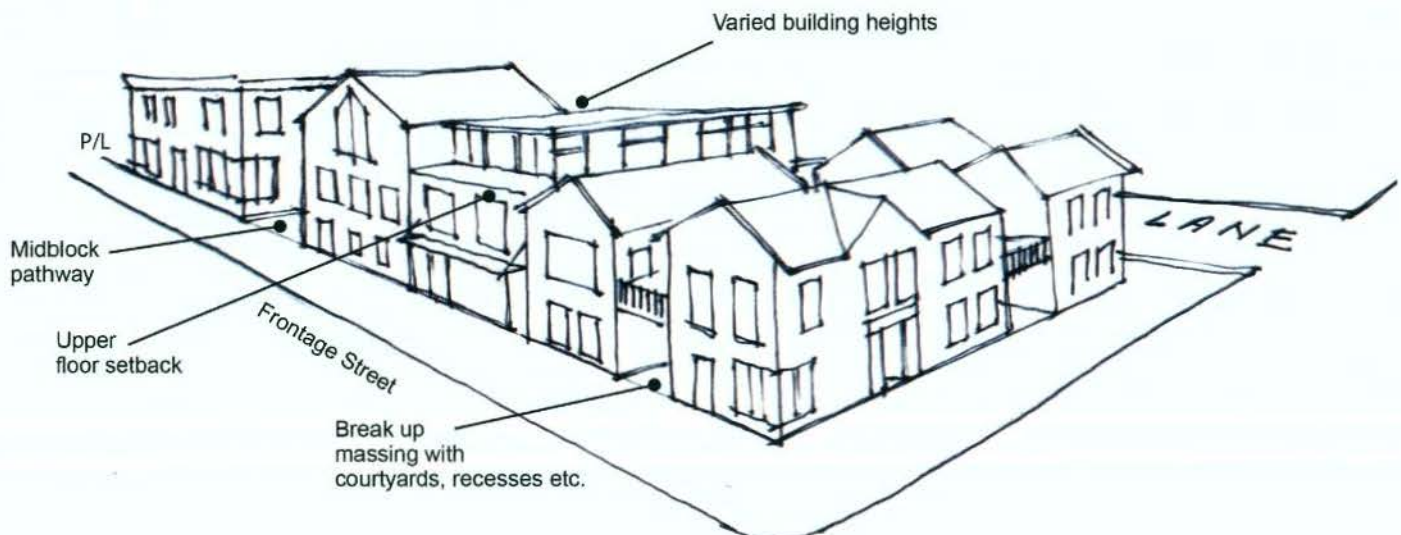 Varied building heights
P/L
Midblock
pathway
Upper
floor setback
Frontage Street
Break up
massing with
courtyards, recesses etc.
LANE